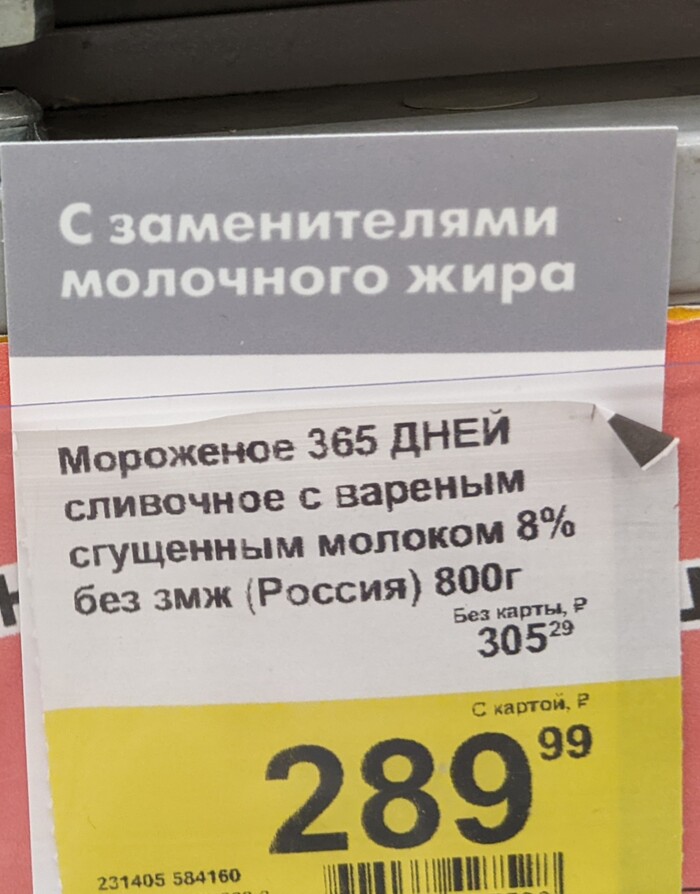 С заменителями
молочного жира
Мороженое 365 ДНЕЙ
сливочное с вареным
сгущенным молоком 8%
без змж (Россия) 800г
Без карты, ₽
305 29
С картой, ₽
289 99
231405 584160